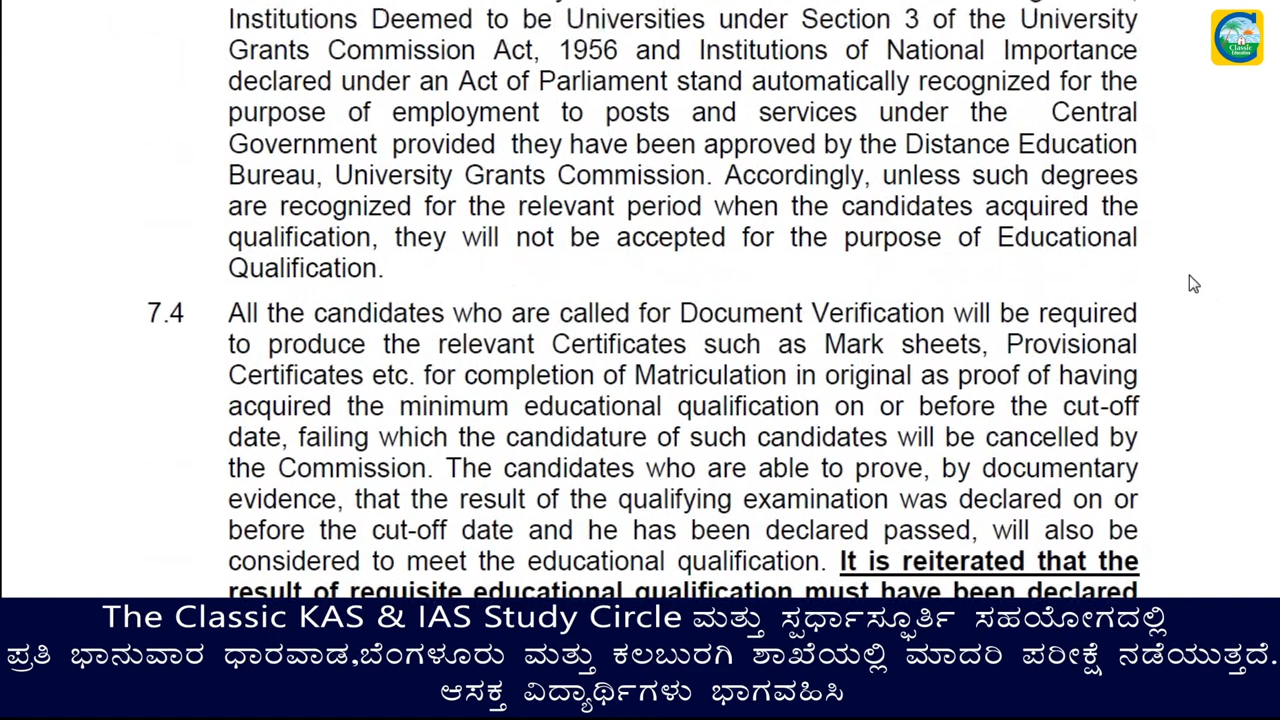 Institutions Deemed to be Universities under Section 3 of the University
Grants Commission Act, 1956 and Institutions of National Importance
declared under an Act of Parliament stand automatically recognized for the
purpose of employment to posts and services under the Central
Government provided they have been approved by the Distance Education
Bureau, University Grants Commission. Accordingly, unless such degrees
are recognized for the relevant period when the candidates acquired the
qualification, they will not be accepted for the purpose of Educational
Qualification.
7.4 All the candidates who are called for Document Verification will be required
to produce the relevant Certificates such as Mark sheets, Provisional
Certificates etc. for completion of Matriculation in original as proof of having
acquired the minimum educational qualification on or before the cut-off
date, failing which the candidature of such candidates will be cancelled by
the Commission. The candidates who are able to prove, by documentary
evidence, that the result of the qualifying examination was declared on or
before the cut-off date and he has been declared passed, will also be
considered to meet the educational qualification. It is reiterated that the
result of requisite educational qualification must have been declared
The Classic KAS & IAS Study Circle ಮತ್ತು ಸ್ಪರ್ಧಾಸ್ಫೂರ್ತಿ ಸಹಯೋಗದಲ್ಲಿ
ಪ್ರತಿ ಭಾನುವಾರ ಧಾರವಾಡ,ಬೆಂಗಳೂರು ಮತ್ತು ಕಲಬುರಗಿ ಶಾಖೆಯಲ್ಲಿ ಮಾದರಿ ಪರೀಕ್ಷೆ ನಡೆಯುತ್ತದೆ.
ಆಸಕ್ತ ವಿದ್ಯಾರ್ಥಿಗಳು ಭಾಗವಹಿಸಿ
Classic
Education